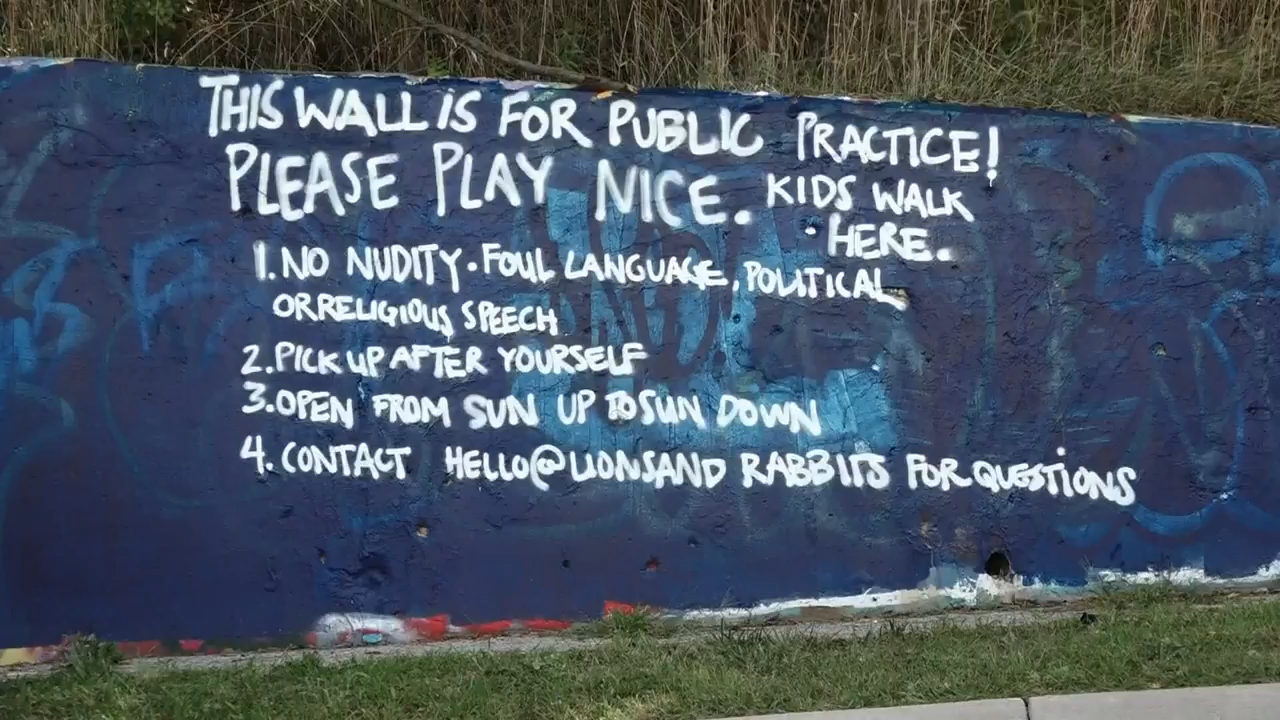 THIS WALL IS FOR PUBLIC PRACTICE!
PLEASE PLAY NICE. KIDS WALK
HERE.
1. NO NUDITY. FOUL LANGUAGE, POLITICAL
OR RELIGIOUS SPEECH
2. PICK UP AFTER YOURSELF
3. OPEN FROM SUN UP TO SUN DOWN
4. CONTACT HELLO@LIONSAND RABBITS FOR QUESTIONS